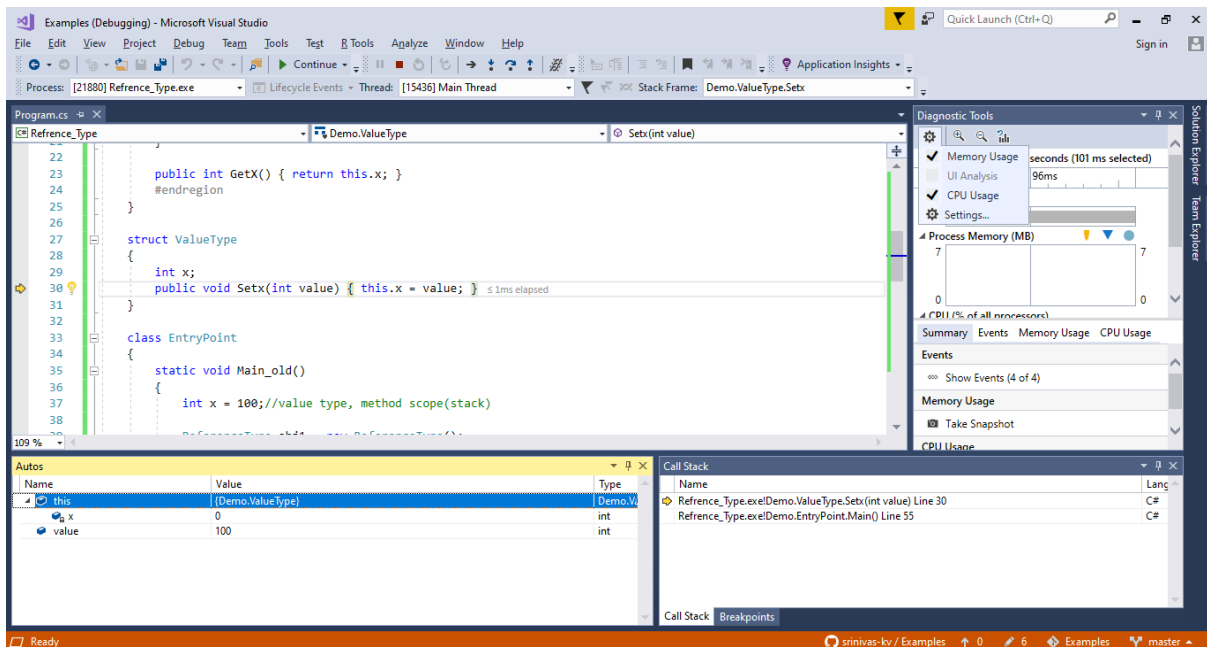 Examples (Debugging) - Microsoft Visual Studio
Quick Launch (Ctrl+Q)
File Edit View Project Debug Team Tools Test R Tools Analyze Window Help
Sign in
Continue
Application Insights
Process: [21880] Refrence_Type.exe Lifecycle Events Thread: [15436] Main Thread Stack Frame: Demo.ValueType.Setx
Program.cs
Refrence_Type Demo.ValueType Setx(int value)
21 }
22
23 public int GetX() { return this.x; }
24 #endregion
25 }
26
27 struct ValueType
28 {
29 int x;
30 public void Setx(int value) { this.x = value; } ≤ 1ms elapsed
31 }
32
33 class EntryPoint
34 {
35 static void Main_old()
36 {
37 int x = 100;//value type, method scope(stack)
38
109 %
Diagnostic Tools
Memory Usage
seconds (101 ms selected)
UI Analysis
96ms
CPU Usage
Settings...
Process Memory (MB)
7 7
0 0
CPU (% of all processors)
Summary Events Memory Usage CPU Usage
Events
Show Events (4 of 4)
Memory Usage
Take Snapshot
CPU Usage
Solution Explorer
Team Explorer
Autos
Name Value Type
this {Demo.ValueType} Demo.Va
x 0 int
value 100 int
Call Stack
Name Lang
Refrence_Type.exe!Demo.ValueType.Setx(int value) Line 30 C#
Refrence_Type.exe!Demo.EntryPoint.Main() Line 55 C#
Call Stack Breakpoints
Ready
srinivas-kv / Examples 0 6 Examples master